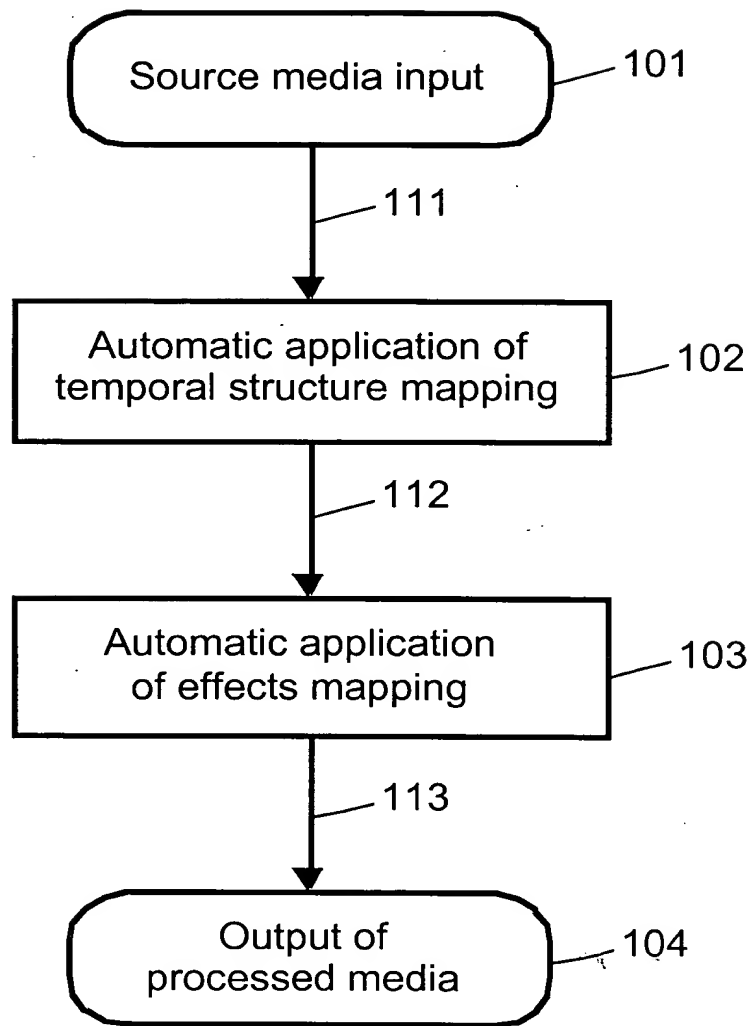 Source media input
101
111
Automatic application of
temporal structure mapping
102
112
Automatic application
of effects mapping
103
113
Output of
processed media
104